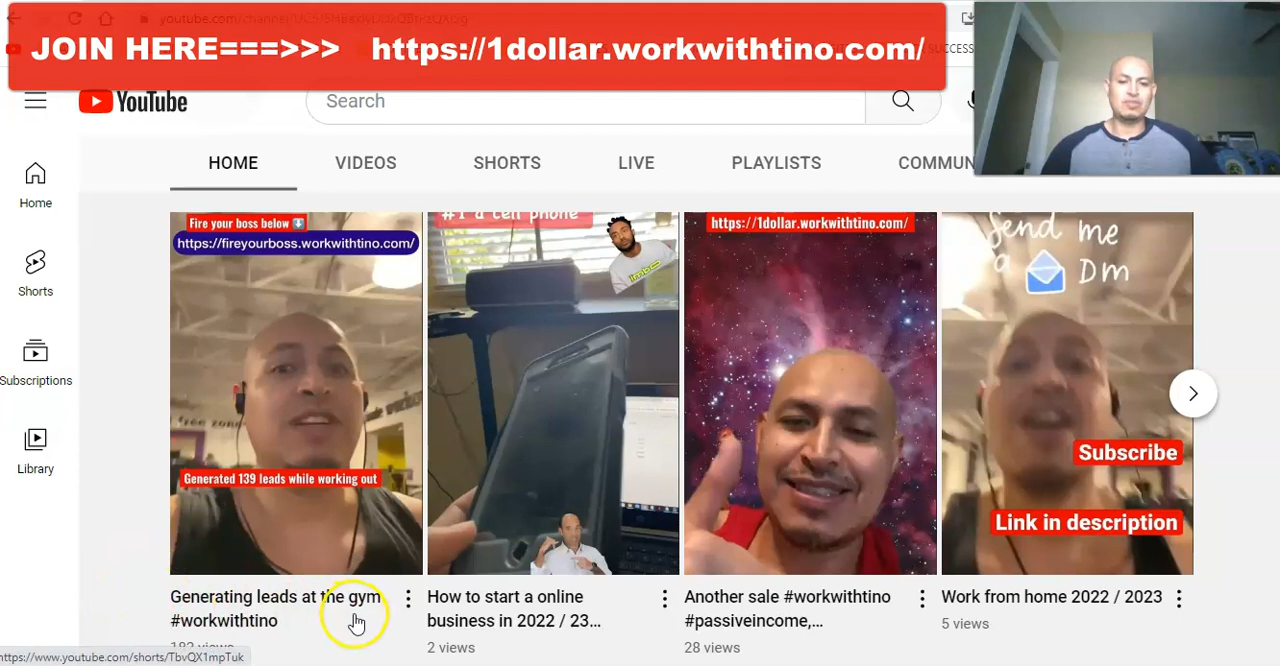 JOIN HERE===>>> https://1dollar.workwithtino.com/
YouTube
Search
HOME
VIDEOS
SHORTS
LIVE
PLAYLISTS
COMMUN
Home
Shorts
Subscriptions
Library
Fire your boss below
https://fireyourboss.workwithtino.com/
Generated 139 leads while working out
#1 a cell phone
https://1dollar.workwithtino.com/
Send me
a DM
Subscribe
Link in description
Generating leads at the gym
#workwithtino
182 views
How to start a online
business in 2022 / 23...
2 views
Another sale #workwithtino
#passiveincome,...
28 views
Work from home 2022 / 2023
5 views
https://www.youtube.com/shorts/TbvQX1mpTuk